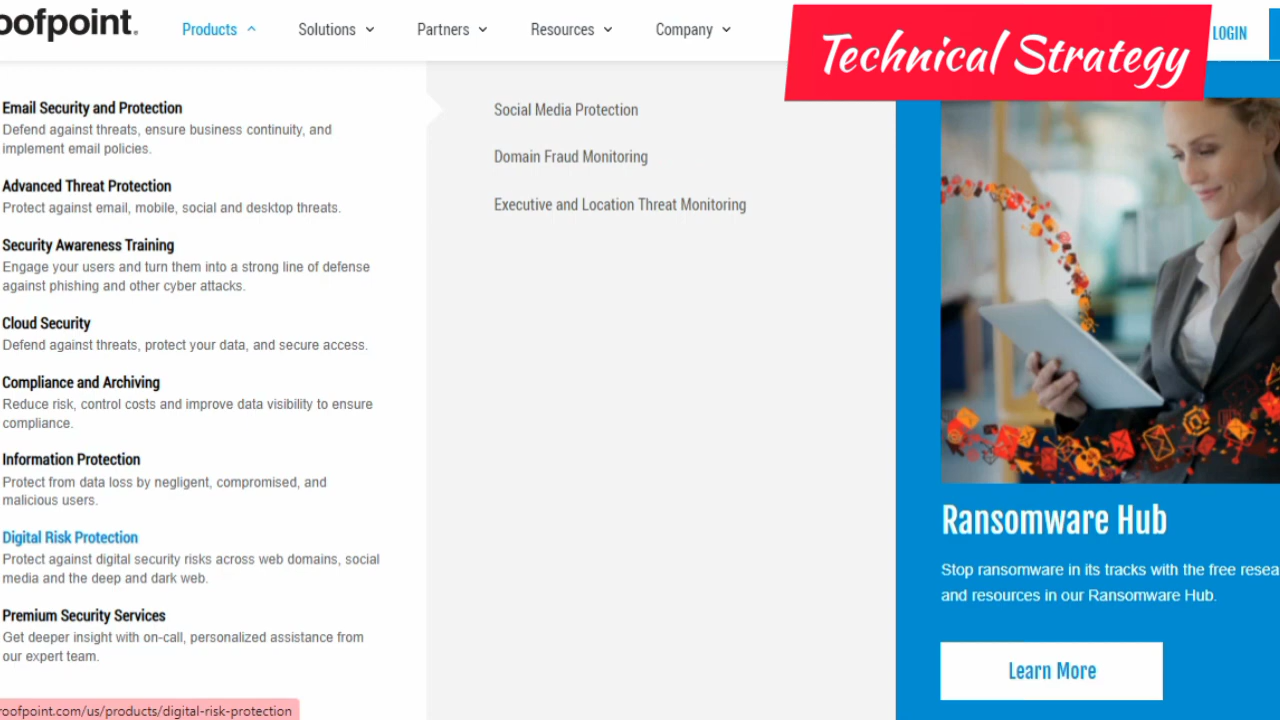 oofpoint.
Products
Solutions
Partners
Resources
Company
Technical Strategy
LOGIN
Email Security and Protection
Defend against threats, ensure business continuity, and
implement email policies.
Advanced Threat Protection
Protect against email, mobile, social and desktop threats.
Security Awareness Training
Engage your users and turn them into a strong line of defense
against phishing and other cyber attacks.
Cloud Security
Defend against threats, protect your data, and secure access.
Compliance and Archiving
Reduce risk, control costs and improve data visibility to ensure
compliance.
Information Protection
Protect from data loss by negligent, compromised, and
malicious users.
Digital Risk Protection
Protect against digital security risks across web domains, social
media and the deep and dark web.
Premium Security Services
Get deeper insight with on-call, personalized assistance from
our expert team.
Social Media Protection
Domain Fraud Monitoring
Executive and Location Threat Monitoring
Ransomware Hub
Stop ransomware in its tracks with the free resea
and resources in our Ransomware Hub.
Learn More
roofpoint.com/us/products/digital-risk-protection